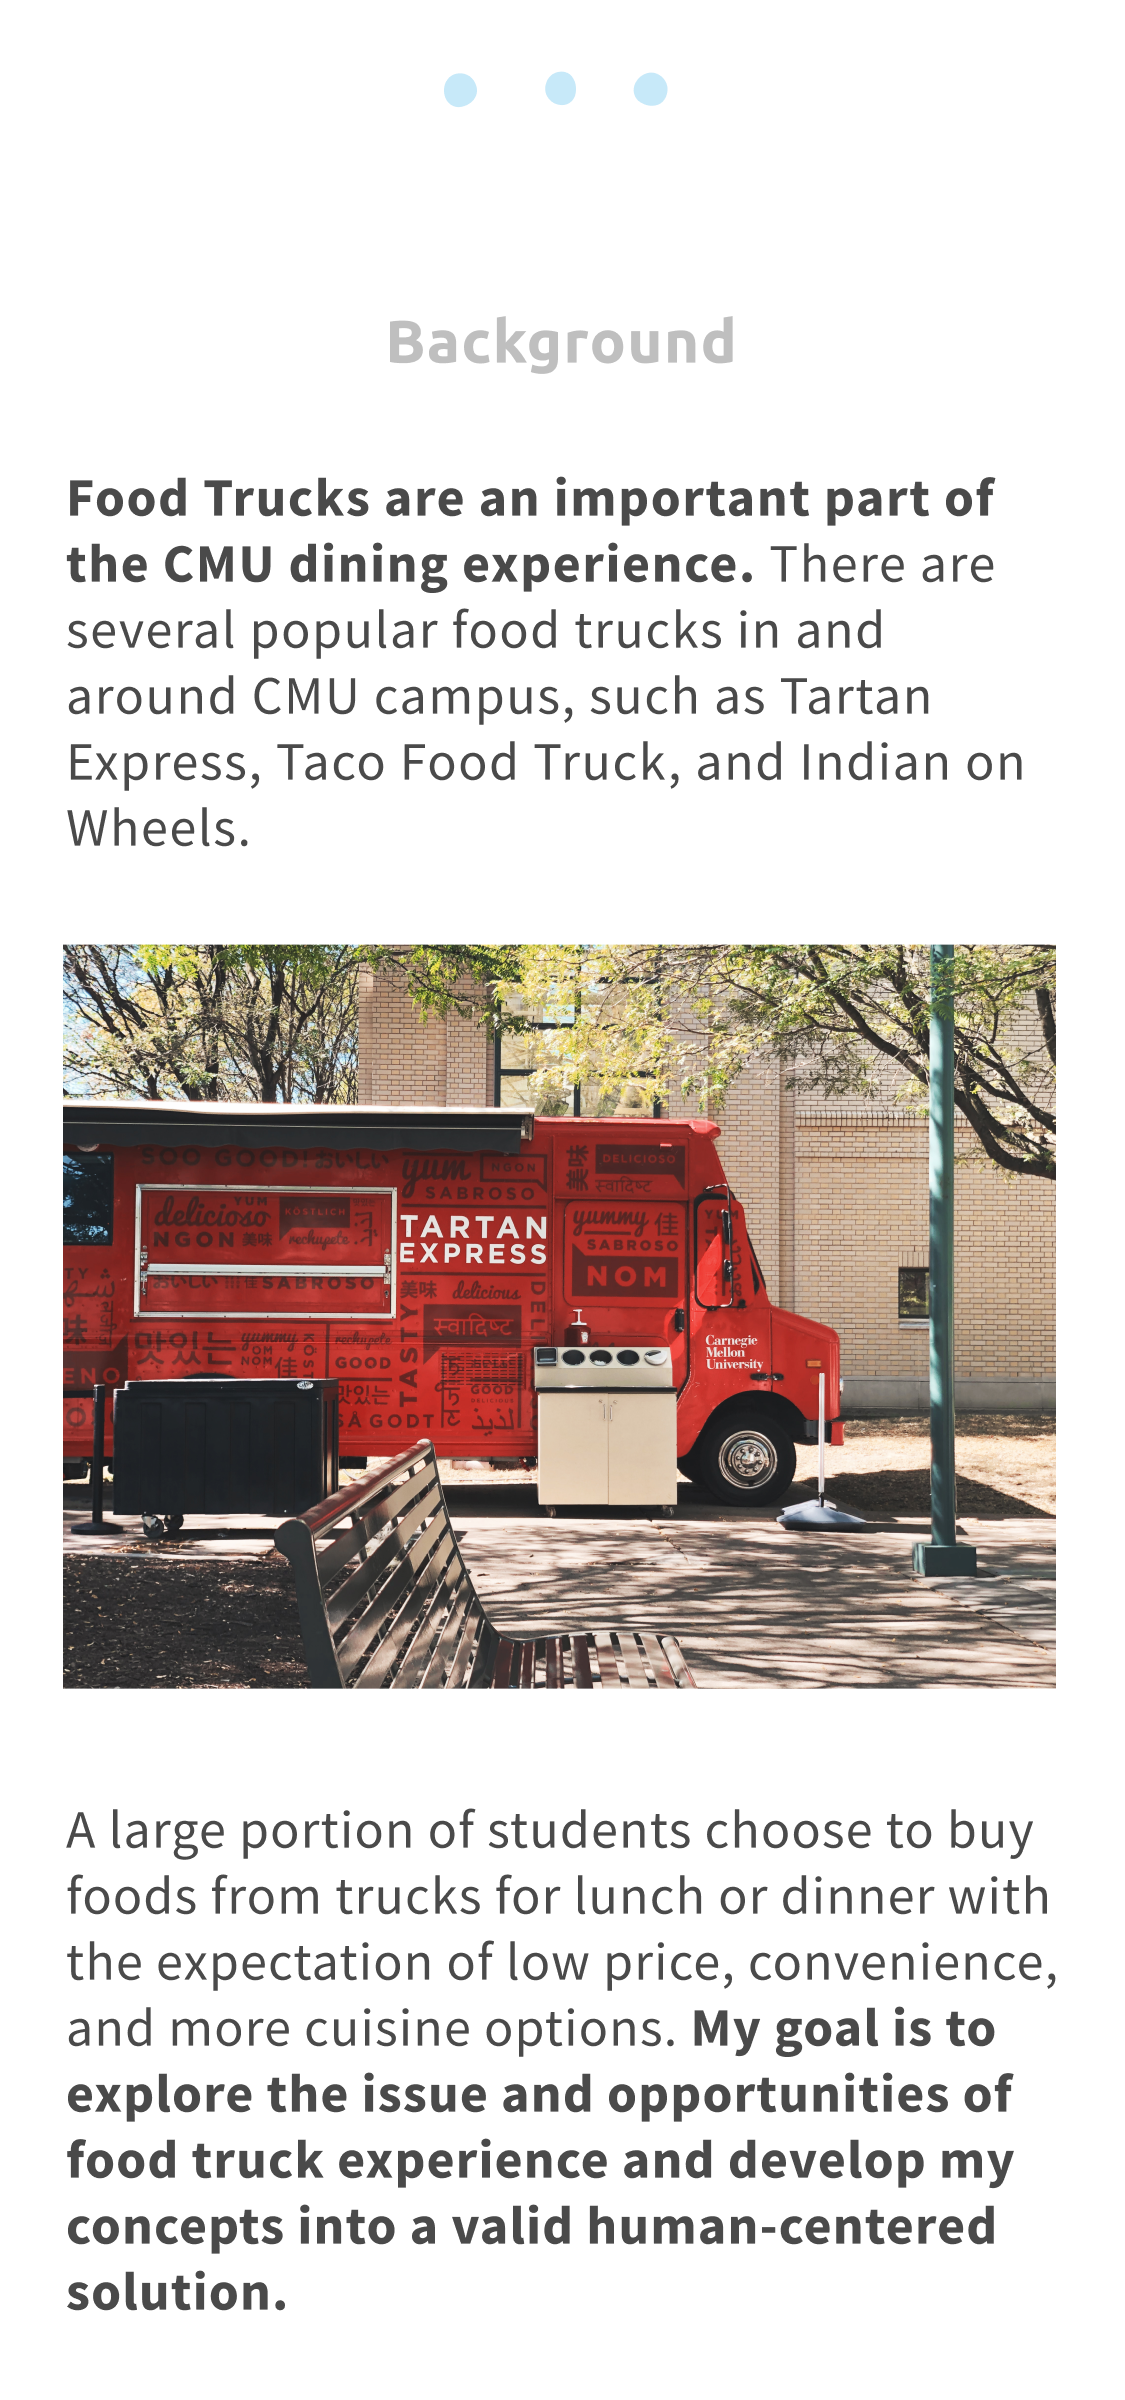 Background
Food Trucks are an important part of
the CMU dining experience. There are
several popular food trucks in and
around CMU campus, such as Tartan
Express, Taco Food Truck, and Indian on
Wheels.
SOO GOOD! おいしい
yum
NGON
SABROSO
美味
DELICIOSO
स्वादिष्ट
delicioso
YUM
KÖSTLICH
NGON 美味
rechupete
TARTAN
EXPRESS
yummy 佳
SABROSO
NOM
おいしい
佳 SABROSO
美味
delicious
स्वादिष्ट
TASTY
맛있는
yummy
NOM
佳
rechupete
GOOD
맛있는
SÅ GODT
GOOD
DELICIOUS
لذيذ
Carnegie
Mellon
University
A large portion of students choose to buy
foods from trucks for lunch or dinner with
the expectation of low price, convenience,
and more cuisine options. My goal is to
explore the issue and opportunities of
food truck experience and develop my
concepts into a valid human-centered
solution.